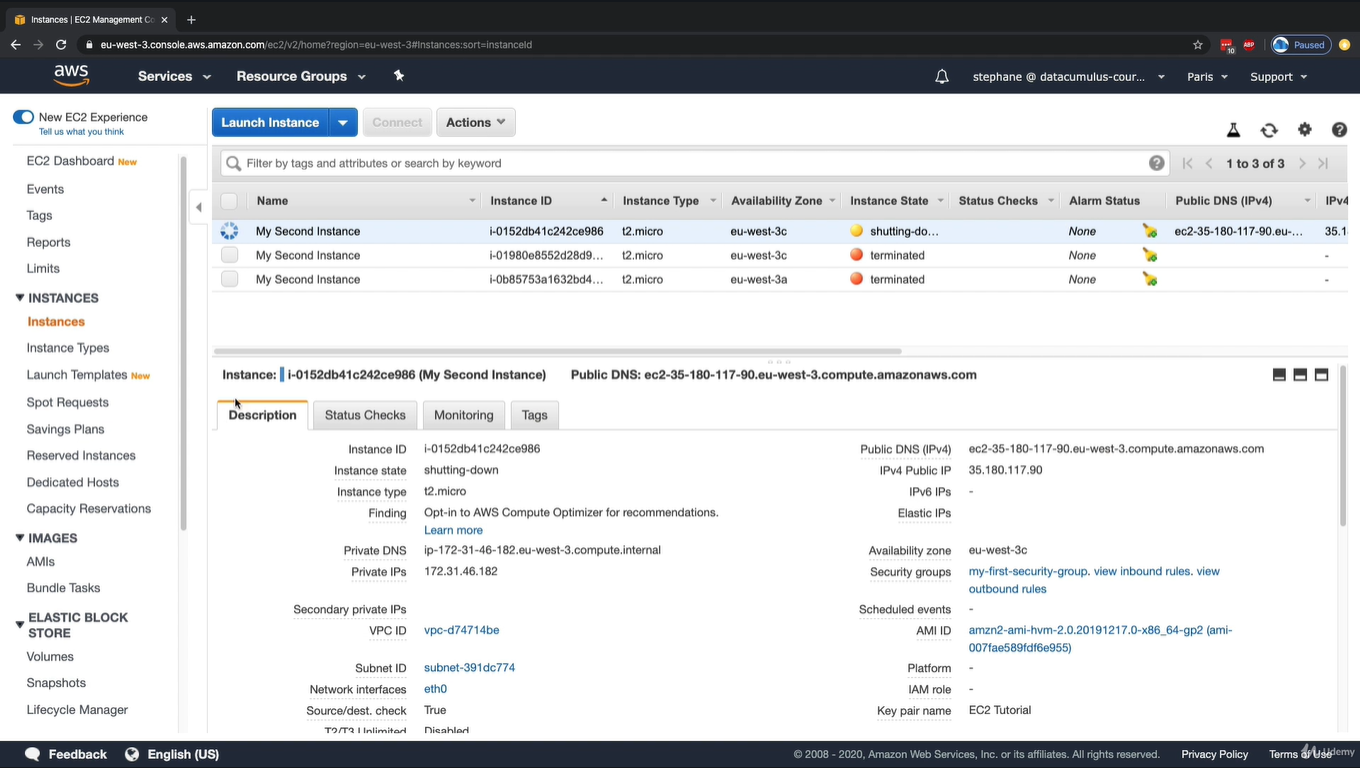 Instances | EC2 Management Co
eu-west-3.console.aws.amazon.com/ec2/v2/home?region=eu-west-3#Instances:sort=instanceId
10
ABP
Paused
aws
Services
Resource Groups
stephane @ datacumulus-cour...
Paris
Support
New EC2 Experience
Tell us what you think
EC2 Dashboard New
Events
Tags
Reports
Limits
INSTANCES
Instances
Instance Types
Launch Templates New
Spot Requests
Savings Plans
Reserved Instances
Dedicated Hosts
Capacity Reservations
IMAGES
AMIs
Bundle Tasks
ELASTIC BLOCK
STORE
Volumes
Snapshots
Lifecycle Manager
Launch Instance
Connect
Actions
Filter by tags and attributes or search by keyword
1 to 3 of 3
Name Instance ID Instance Type Availability Zone Instance State Status Checks Alarm Status Public DNS (IPv4) IPv4
My Second Instance i-0152db41c242ce986 t2.micro eu-west-3c shutting-do... None ec2-35-180-117-90.eu-... 35.1
My Second Instance i-01980e8552d28d9... t2.micro eu-west-3c terminated None -
My Second Instance i-0b85753a1632bd4... t2.micro eu-west-3a terminated None -
Instance: i-0152db41c242ce986 (My Second Instance) Public DNS: ec2-35-180-117-90.eu-west-3.compute.amazonaws.com
Description Status Checks Monitoring Tags
Instance ID i-0152db41c242ce986
Instance state shutting-down
Instance type t2.micro
Finding Opt-in to AWS Compute Optimizer for recommendations.
Learn more
Private DNS ip-172-31-46-182.eu-west-3.compute.internal
Private IPs 172.31.46.182
Secondary private IPs
VPC ID vpc-d74714be
Subnet ID subnet-391dc774
Network interfaces eth0
Source/dest. check True
T2/T3 Unlimited Disabled
Public DNS (IPv4) ec2-35-180-117-90.eu-west-3.compute.amazonaws.com
IPv4 Public IP 35.180.117.90
IPv6 IPs -
Elastic IPs
Availability zone eu-west-3c
Security groups my-first-security-group. view inbound rules. view
outbound rules
Scheduled events -
AMI ID amzn2-ami-hvm-2.0.20191217.0-x86_64-gp2 (ami-
007fae589fdf6e955)
Platform -
IAM role -
Key pair name EC2 Tutorial
Feedback
English (US)
© 2008 - 2020, Amazon Web Services, Inc. or its affiliates. All rights reserved.
Privacy Policy
Terms of Use
Udemy